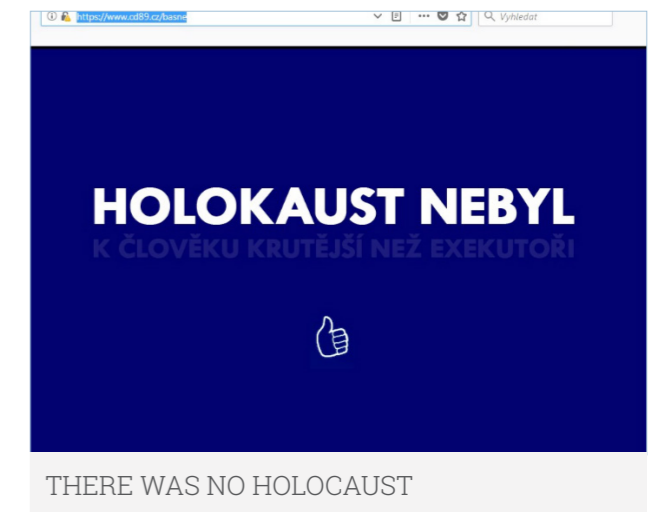 https://www.cd89.cz/basne
Vyhledat
HOLOKAUST NEBYL
K ČLOVĚKU KRUTĚJŠÍ NEŽ EXEKUTOŘI
THERE WAS NO HOLOCAUST